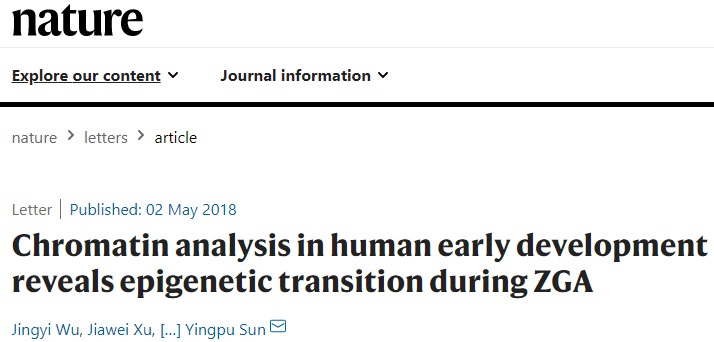 nature
Explore our content Journal information
nature > letters > article
Letter | Published: 02 May 2018
Chromatin analysis in human early development
reveals epigenetic transition during ZGA
Jingyi Wu, Jiawei Xu, [...] Yingpu Sun